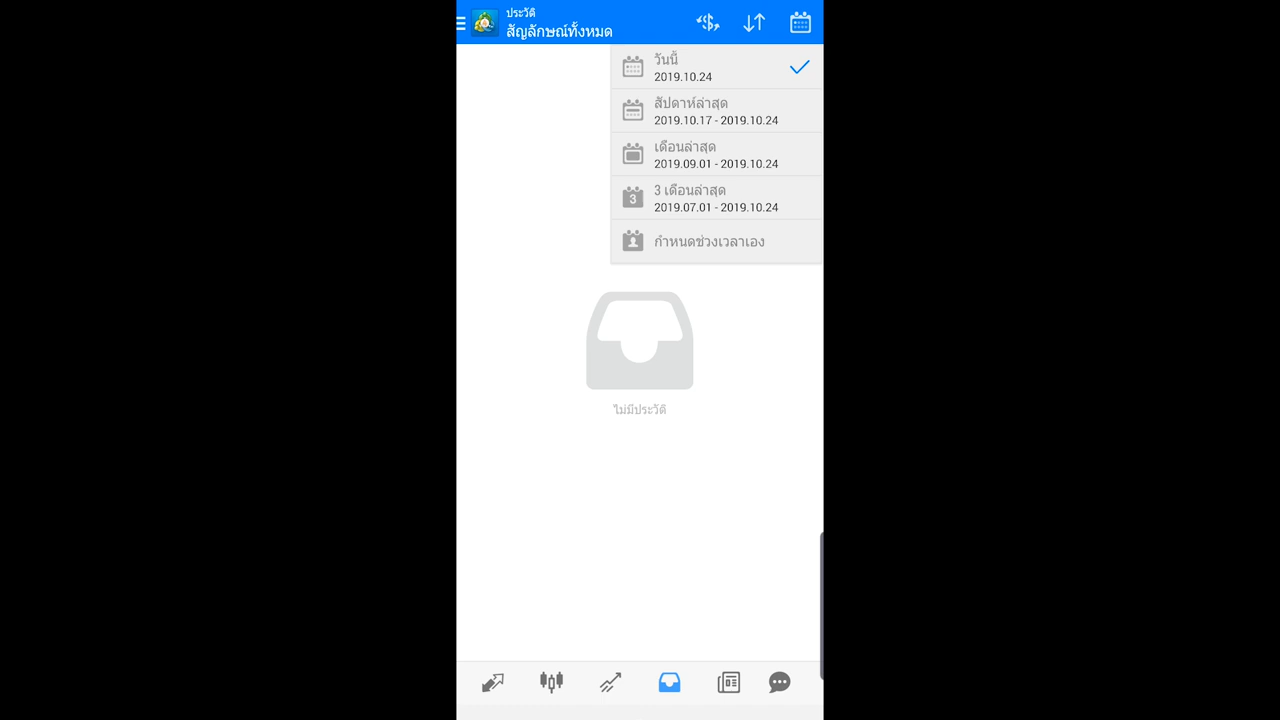 ประวัติ
สัญลักษณ์ทั้งหมด
วันนี้
2019.10.24
สัปดาห์ล่าสุด
2019.10.17 - 2019.10.24
เดือนล่าสุด
2019.09.01 - 2019.10.24
3
3 เดือนล่าสุด
2019.07.01 - 2019.10.24
กำหนดช่วงเวลาเอง
ไม่มีประวัติ